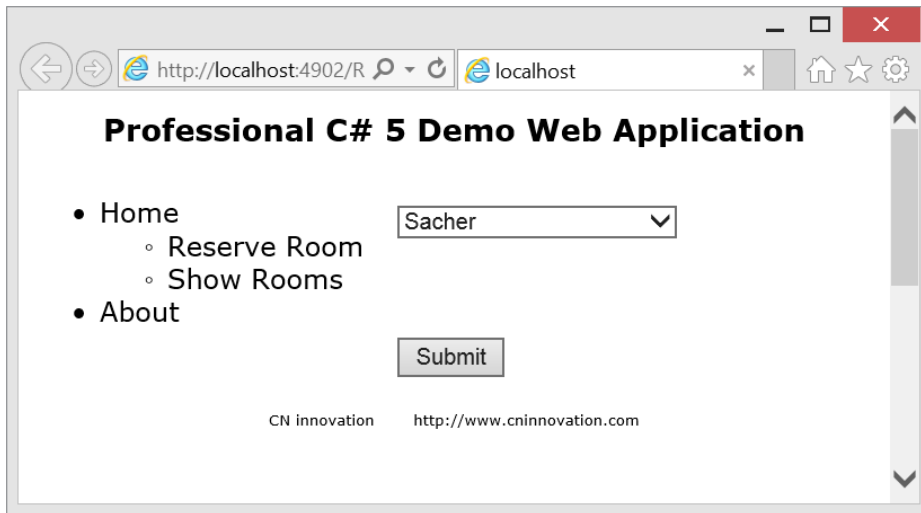 http://localhost:4902/R
localhost
Professional C# 5 Demo Web Application
Home
Reserve Room
Show Rooms
About
Sacher
Submit
CN innovation http://www.cninnovation.com